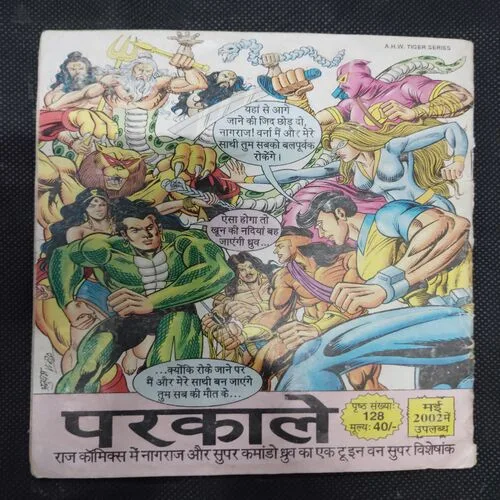 A.H.W. TIGER SERIES
यहां से आगे
जाने की जिद छोड़ दो,
नागराज! वर्ना मैं और मेरे
साथी तुम सबको बलपूर्वक
रोकेंगे।
ऐसा होगा तो
खून की नदियां बह
जाएंगी ध्रुव...
...क्योंकि रोके जाने पर
मैं और मेरे साथी बन जाएंगे
तुम सब की मौत के...
परकाले
पृष्ठ संख्या:
128
मूल्य: 40/-
मई
2002 में
उपलब्ध
राज कॉमिक्स में नागराज और सुपर कमांडो ध्रुव का एक टू इन वन सुपर विशेषांक